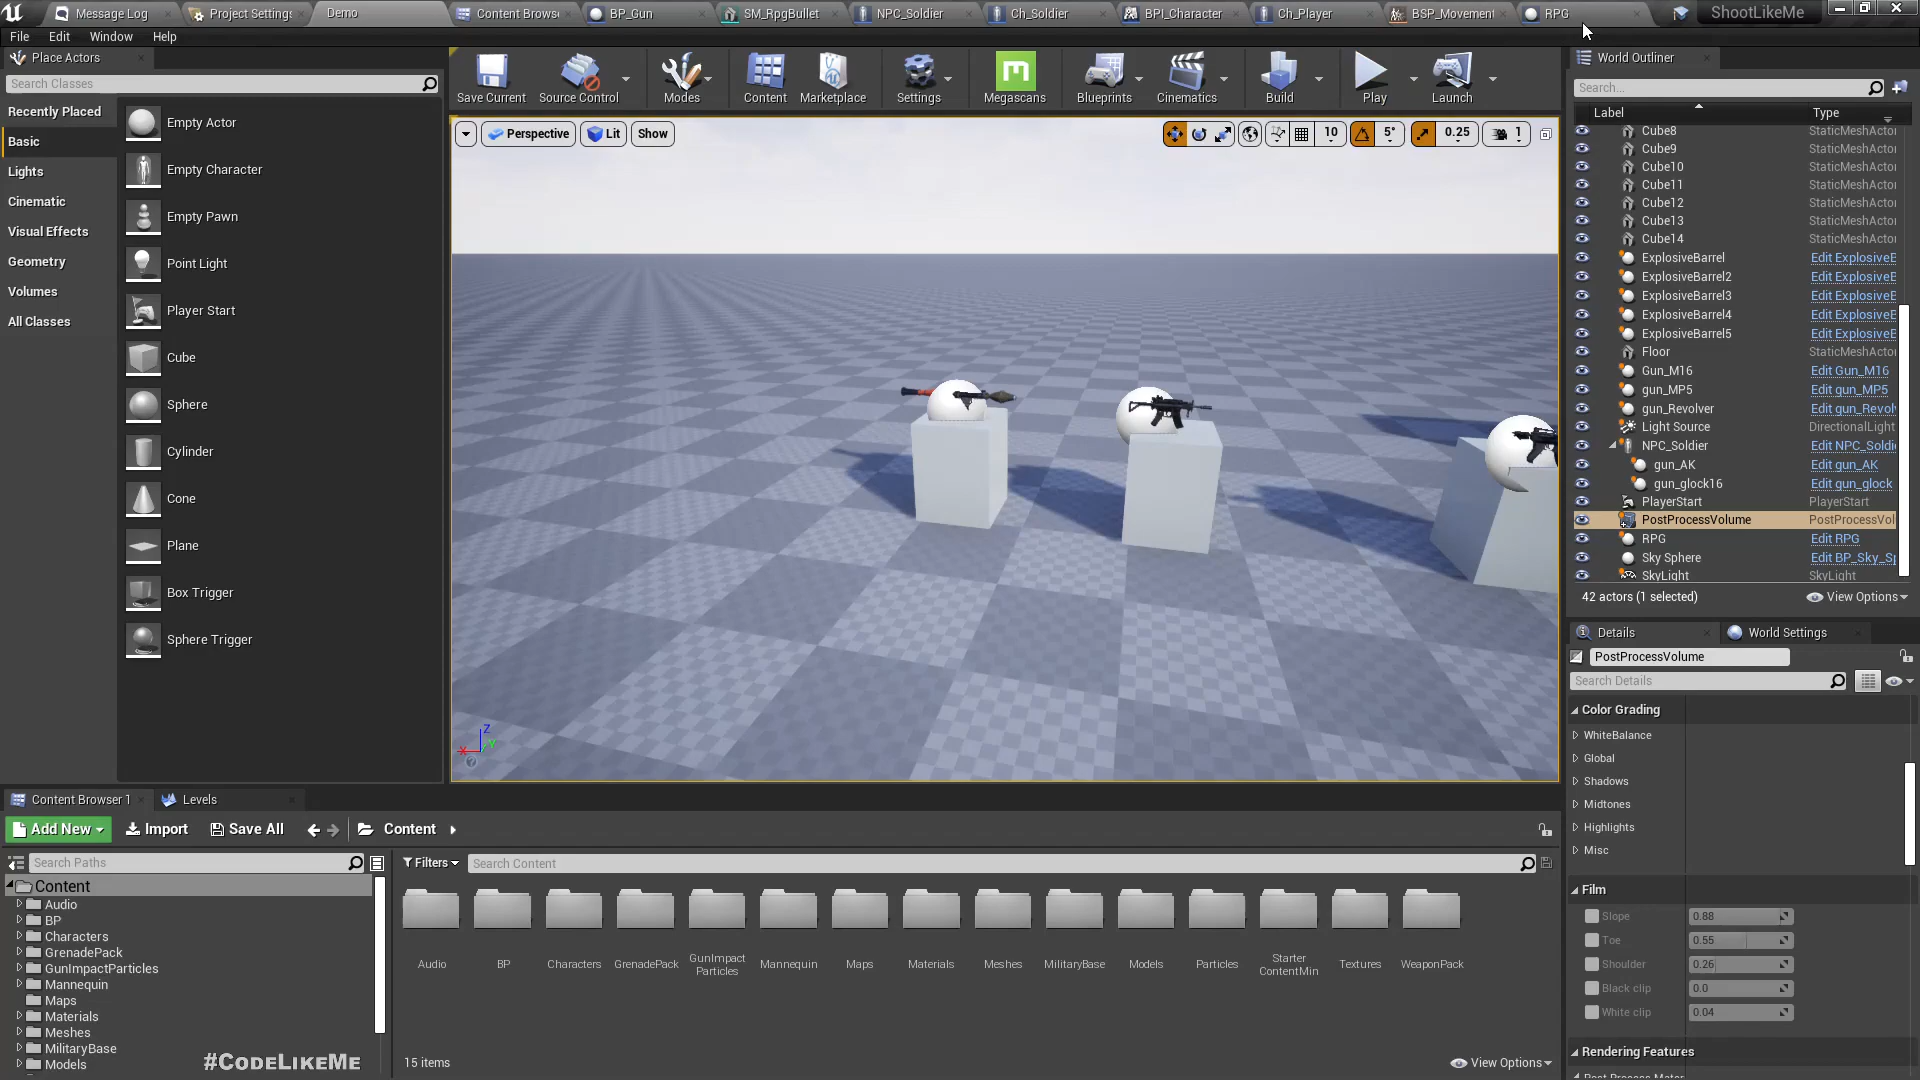 Message Log
Project Settings
Demo
Content Browse
BP_Gun
SM_RpgBullet
NPC_Soldier
Ch_Soldier
BPI_Character
Ch_Player
BSP_Movement
RPG
ShootLikeMe
File Edit Window Help
Place Actors
Search Classes
Recently Placed
Basic
Lights
Cinematic
Visual Effects
Geometry
Volumes
All Classes
Empty Actor
Empty Character
Empty Pawn
Point Light
Player Start
Cube
Sphere
Cylinder
Cone
Plane
Box Trigger
Sphere Trigger
Save Current
Source Control
Modes
Content
Marketplace
Settings
Megascans
Blueprints
Cinematics
Build
Play
Launch
Perspective
Lit
Show
10
5°
0.25
1
X
Y
Z
World Outliner
Search...
Label Type
Cube8 StaticMeshActor
Cube9 StaticMeshActor
Cube10 StaticMeshActor
Cube11 StaticMeshActor
Cube12 StaticMeshActor
Cube13 StaticMeshActor
Cube14 StaticMeshActor
ExplosiveBarrel Edit ExplosiveB
ExplosiveBarrel2 Edit ExplosiveB
ExplosiveBarrel3 Edit ExplosiveB
ExplosiveBarrel4 Edit ExplosiveB
ExplosiveBarrel5 Edit ExplosiveB
Floor StaticMeshActor
Gun_M16 Edit Gun_M16
gun_MP5 Edit gun_MP5
gun_Revolver Edit gun_Revol
Light Source DirectionalLight
NPC_Soldier Edit NPC_Soldi
gun_AK Edit gun_AK
gun_glock16 Edit gun_glock
PlayerStart PlayerStart
PostProcessVolume PostProcessVol
RPG Edit RPG
Sky Sphere Edit BP_Sky_Sp
SkyLight SkyLight
42 actors (1 selected)
View Options
Details
World Settings
PostProcessVolume
Search Details
Color Grading
WhiteBalance
Global
Shadows
Midtones
Highlights
Misc
Film
Slope 0.88
Toe 0.55
Shoulder 0.26
Black clip 0.0
White clip 0.04
Rendering Features
Content Browser 1
Levels
Add New
Import
Save All
Content
Search Paths
Filters
Search Content
Content
Audio
BP
Characters
GrenadePack
GunImpactParticles
Mannequin
Maps
Materials
Meshes
MilitaryBase
Models
Audio
BP
Characters
GrenadePack
GunImpact
Particles
Mannequin
Maps
Materials
Meshes
MilitaryBase
Models
Particles
Starter
ContentMin
Textures
WeaponPack
#CodeLikeMe
15 items
View Options